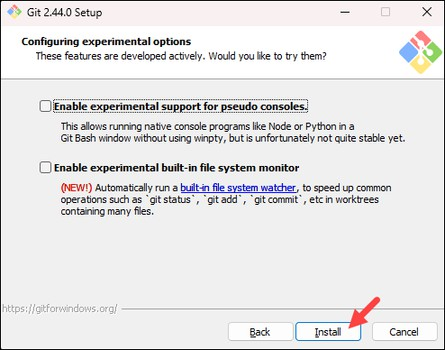 Git 2.44.0 Setup
Configuring experimental options
These features are developed actively. Would you like to try them?
Enable experimental support for pseudo consoles.
This allows running native console programs like Node or Python in a
Git Bash window without using winpty, but is unfortunately not quite stable yet.
Enable experimental built-in file system monitor
(NEW!) Automatically run a built-in file system watcher, to speed up common
operations such as `git status`, `git add`, `git commit`, etc in worktrees
containing many files.
https://gitforwindows.org/
Back Install Cancel